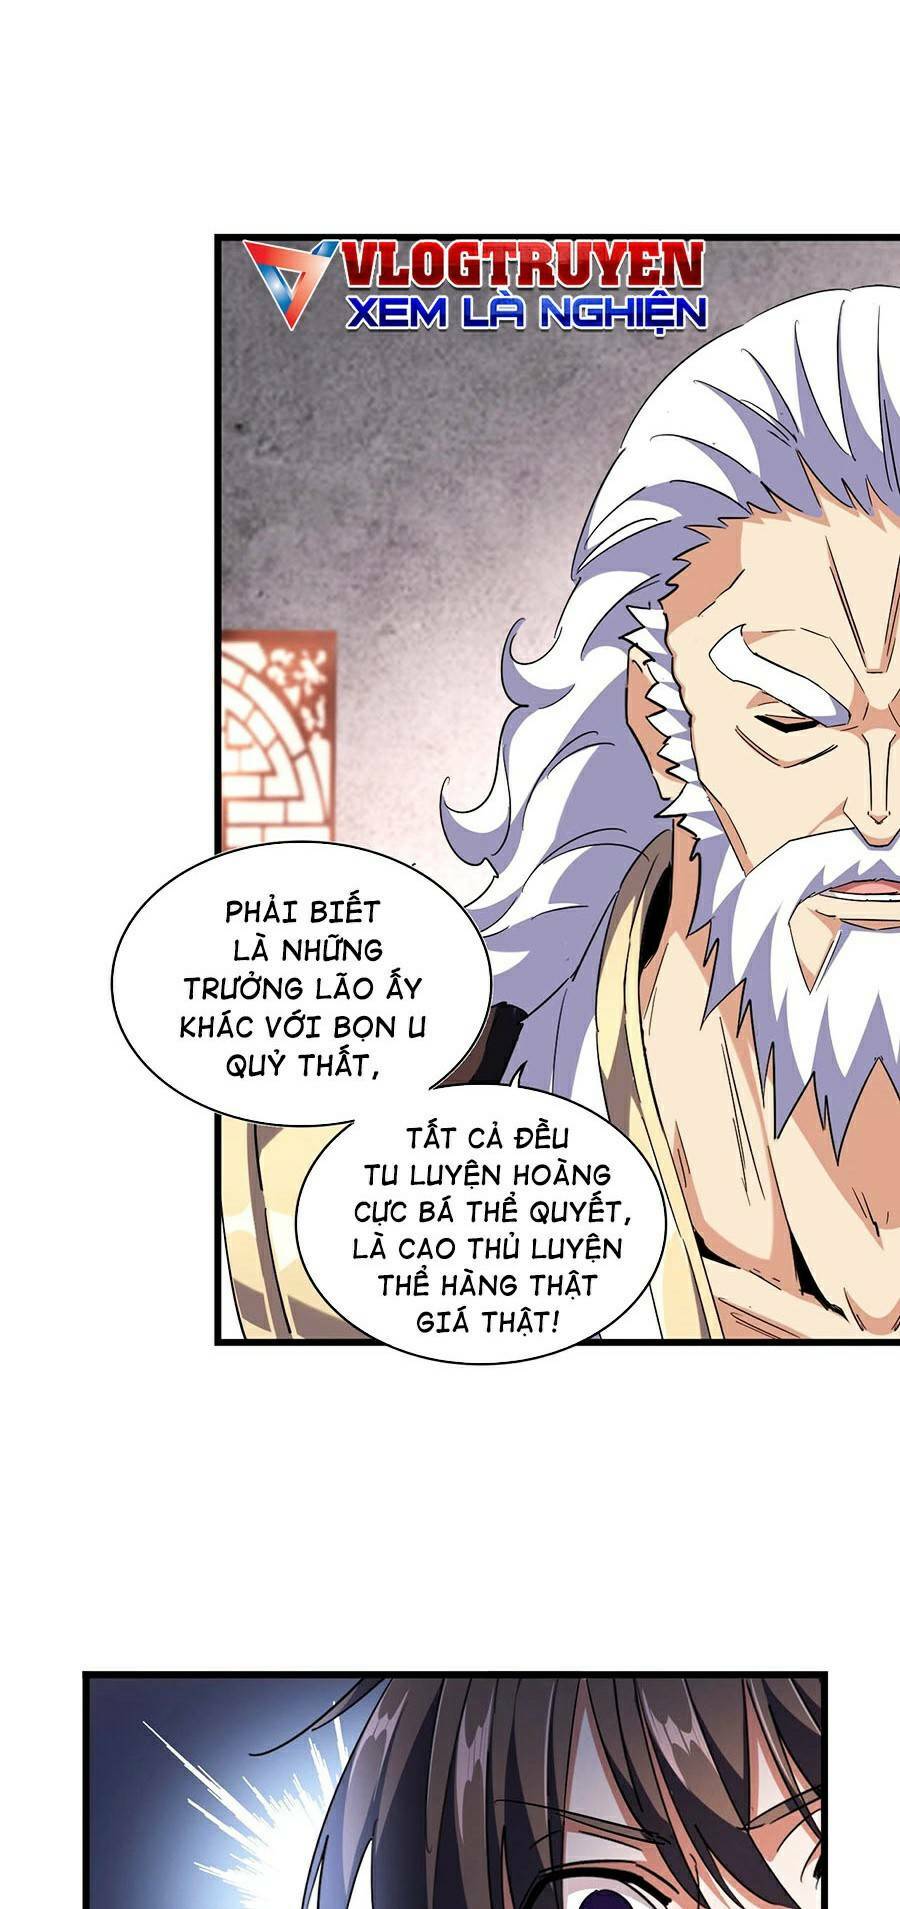 VLOGTRUYEN
XEM LÀ NGHIỆN
PHẢI BIẾT
LÀ NHỮNG
TRƯỞNG LÃO ẤY
KHÁC VỚI BỌN U
QUỶ THẤT,
TẤT CẢ ĐỀU
TU LUYỆN HOÀNG
CỰC BÁ THỂ QUYẾT,
LÀ CAO THỦ LUYỆN
THỂ HÀNG THẬT
GIÁ THẬT!